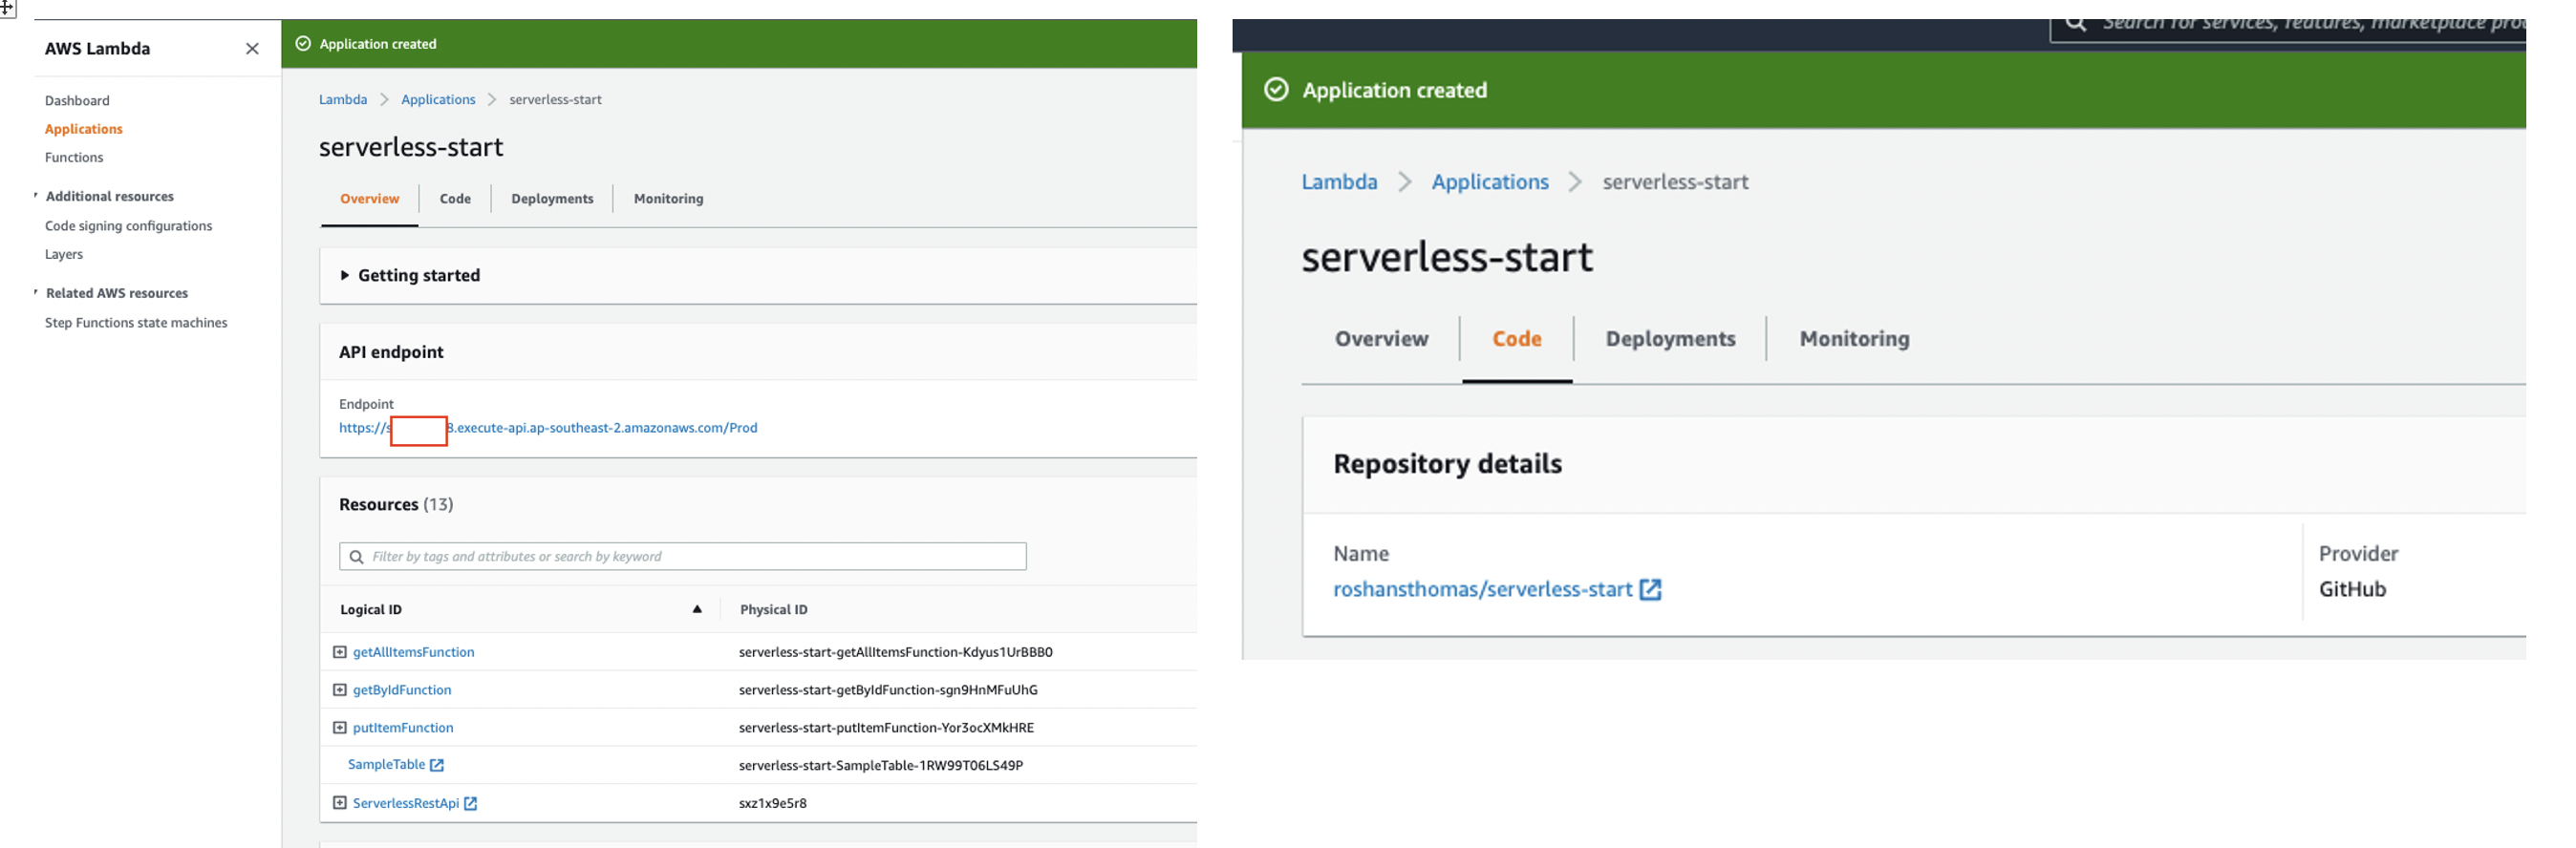 AWS Lambda
Dashboard
Applications
Functions
Additional resources
Code signing configurations
Layers
Related AWS resources
Step Functions state machines
Application created
Lambda > Applications > serverless-start
serverless-start
Overview
Code
Deployments
Monitoring
Getting started
API endpoint
Endpoint
https://s 8.execute-api.ap-southeast-2.amazonaws.com/Prod
Resources (13)
Filter by tags and attributes or search by keyword
Logical ID
Physical ID
getAllItemsFunction
serverless-start-getAllItemsFunction-Kdyus1UrBBB0
getByIdFunction
serverless-start-getByIdFunction-sgn9HnMFuUhG
putItemFunction
serverless-start-putItemFunction-Yor3ocXMkHRE
SampleTable
serverless-start-SampleTable-1RW99T06LS49P
ServerlessRestApi
sxz1x9e5r8
Search for services, features, marketplace pro
Application created
Lambda > Applications > serverless-start
serverless-start
Overview
Code
Deployments
Monitoring
Repository details
Name
roshansthomas/serverless-start
Provider
GitHub